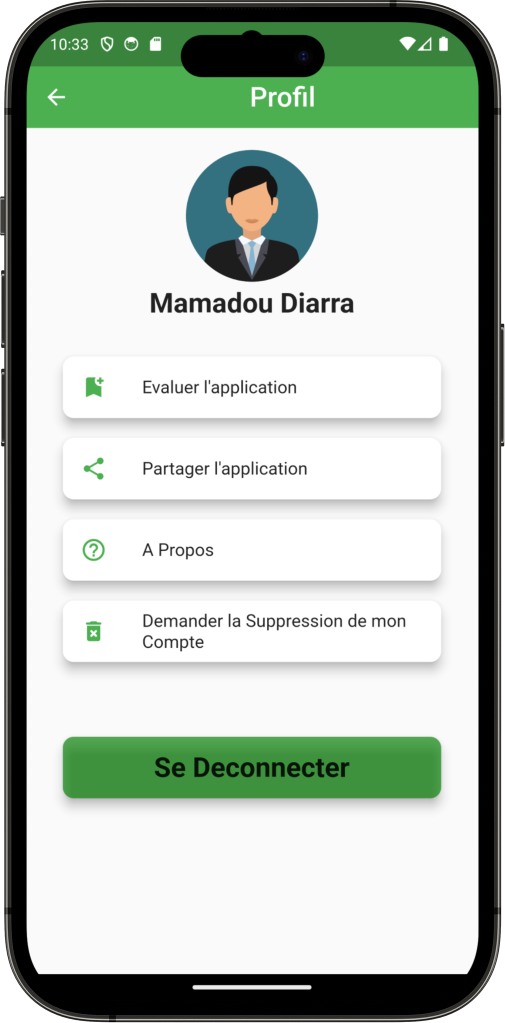 10:33
Profil
Mamadou Diarra
Evaluer l'application
Partager l'application
A Propos
Demander la Suppression de mon
Compte
Se Deconnecter